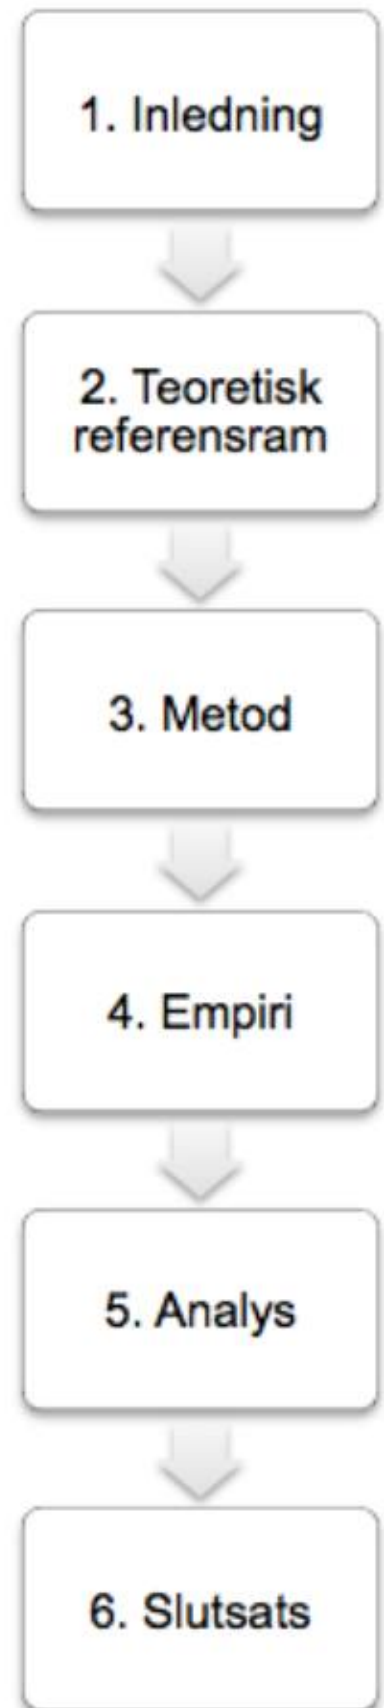 1. Inledning
2. Teoretisk
referensram
3. Metod
4. Empiri
5. Analys
6. Slutsats